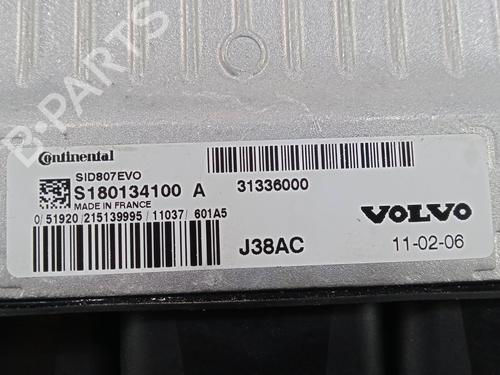 B-PARTS
Continental
SID807EVO
S180134100 A
MADE IN FRANCE
0/51920/215139995/11037/601A5
31336000
VOLVO
J38AC
11-02-06